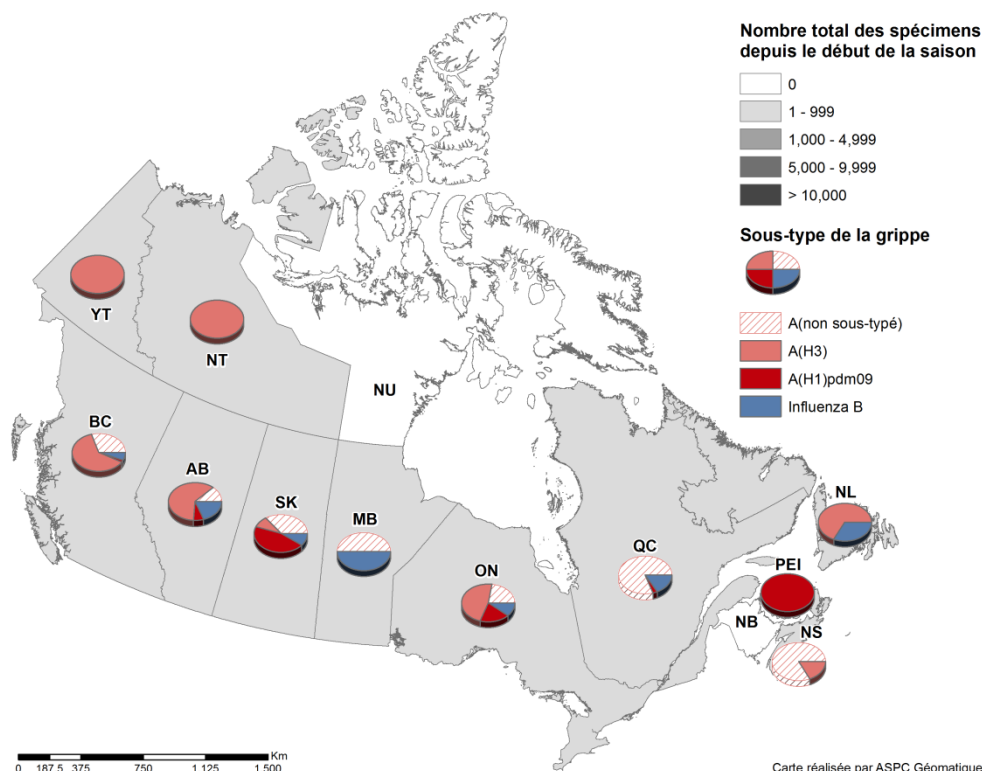 Nombre total des spécimens
depuis le début de la saison
0
1 - 999
1,000 - 4,999
5,000 - 9,999
> 10,000
Sous-type de la grippe
A(non sous-typé)
A(H3)
A(H1)pdm09
Influenza B
YT
NT
NU
BC
AB
SK
MB
ON
QC
NL
PEI
NB
NS
Km
0 187.5 375 750 1,125 1,500
Carte réalisée par ASPC Géomatique